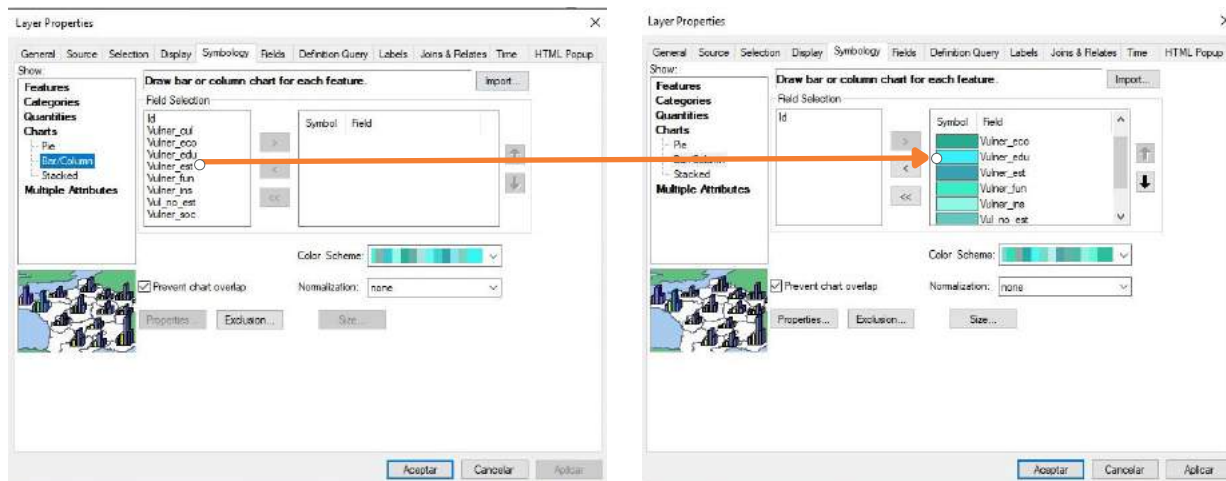 Layer Properties
General Source Selection Display Symbology Fields Definition Query Labels Joins & Relates Time HTML Popup
Show:
Features
Categories
Quantities
Charts
Pie
Bar/Column
Stacked
Multiple Attributes
Draw bar or column chart for each feature.
Import...
Field Selection
Id
Vulner_cul
Vulner_eco
Vulner_edu
Vulner_est
Vulner_fun
Vulner_ins
Vul_no_est
Vulner_soc
>
<
<<
Symbol Field
Color Scheme:
Prevent chart overlap
Normalization: none
Properties... Exclusion... Size...
Aceptar Cancelar Aplicar
Layer Properties
General Source Selection Display Symbology Fields Definition Query Labels Joins & Relates Time HTML Popup
Show:
Features
Categories
Quantities
Charts
Pie
Bar/Column
Stacked
Multiple Attributes
Draw bar or column chart for each feature.
Import...
Field Selection
Id
>
<
<<
Symbol Field
Vulner_eco
Vulner_edu
Vulner_est
Vulner_fun
Vulner_ins
Vul_no_est
Color Scheme:
Prevent chart overlap
Normalization: none
Properties... Exclusion... Size...
Aceptar Cancelar Aplicar